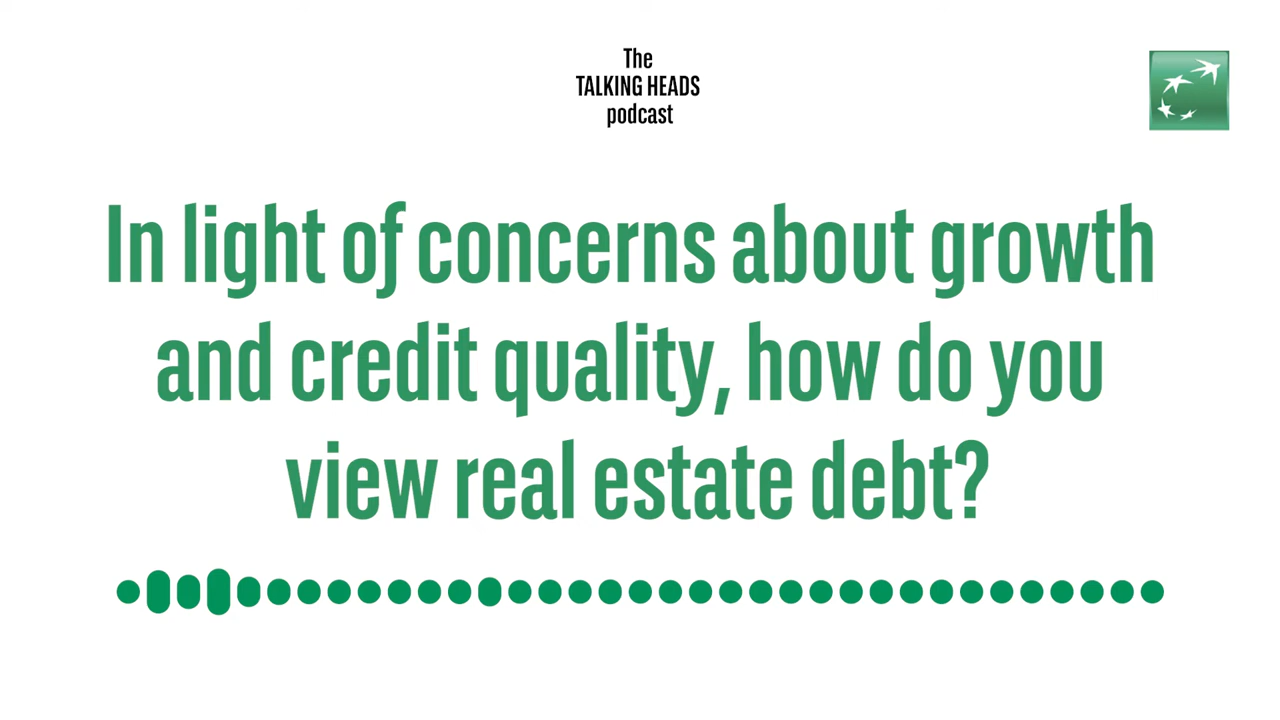 The
TALKING HEADS
podcast
In light of concerns about growth
and credit quality, how do you
view real estate debt?